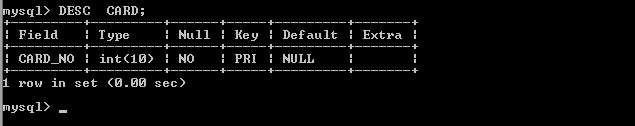 mysql> DESC  CARD;
+---------+---------+------+-----+---------+-------+
| Field   | Type    | Null | Key | Default | Extra |
+---------+---------+------+-----+---------+-------+
| CARD_NO | int(10) | NO   | PRI | NULL    |       |
+---------+---------+------+-----+---------+-------+
1 row in set (0.00 sec)
mysql> _